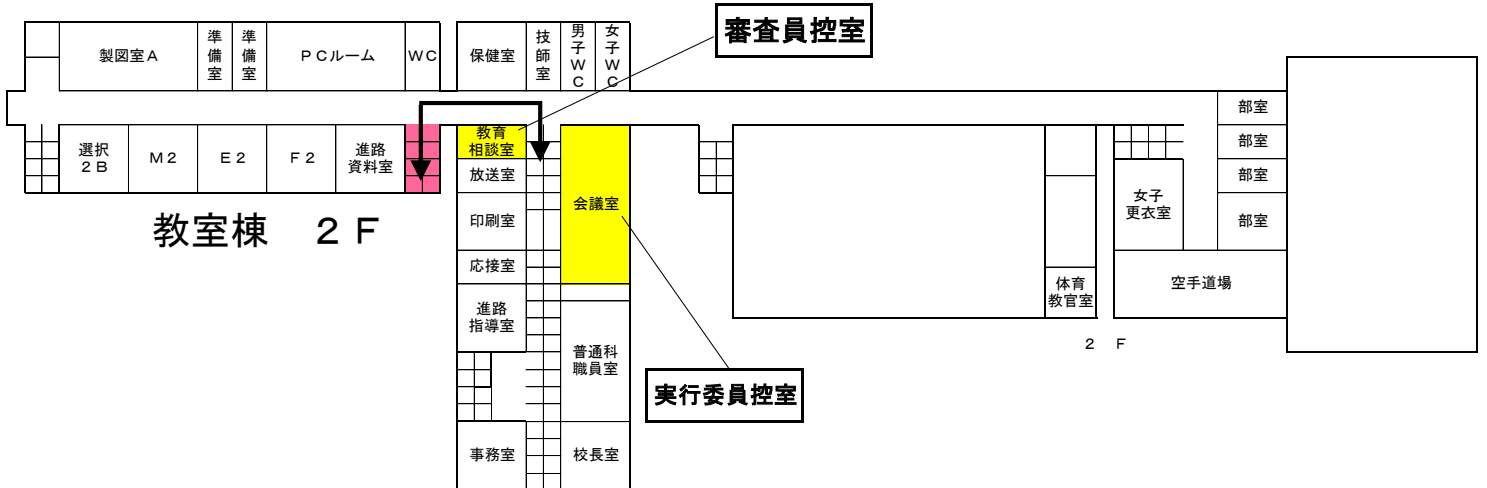 審査員控室
製図室A
準備室
準備室
PCルーム
WC
保健室
技師室
男子WC
女子WC
部室
部室
部室
部室
選択
2B
M2
E2
F2
進路
資料室
教育
相談室
放送室
印刷室
応接室
進路
指導室
事務室
会議室
普通科
職員室
校長室
教室棟 2F
実行委員控室
女子
更衣室
体育
教官室
空手道場
2 F